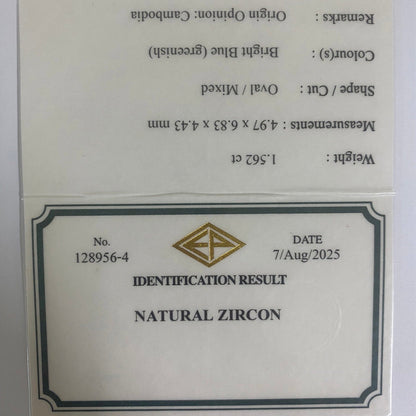 Weight : 1.562 ct
Measurements : 4.97 x 6.83 x 4.43 mm
Shape / Cut : Oval / Mixed
Colour(s) : Bright Blue (greenish)
Remarks : Origin Opinion: Cambodia
No. 128956-4
DATE 7/Aug/2025
IDENTIFICATION RESULT
NATURAL ZIRCON